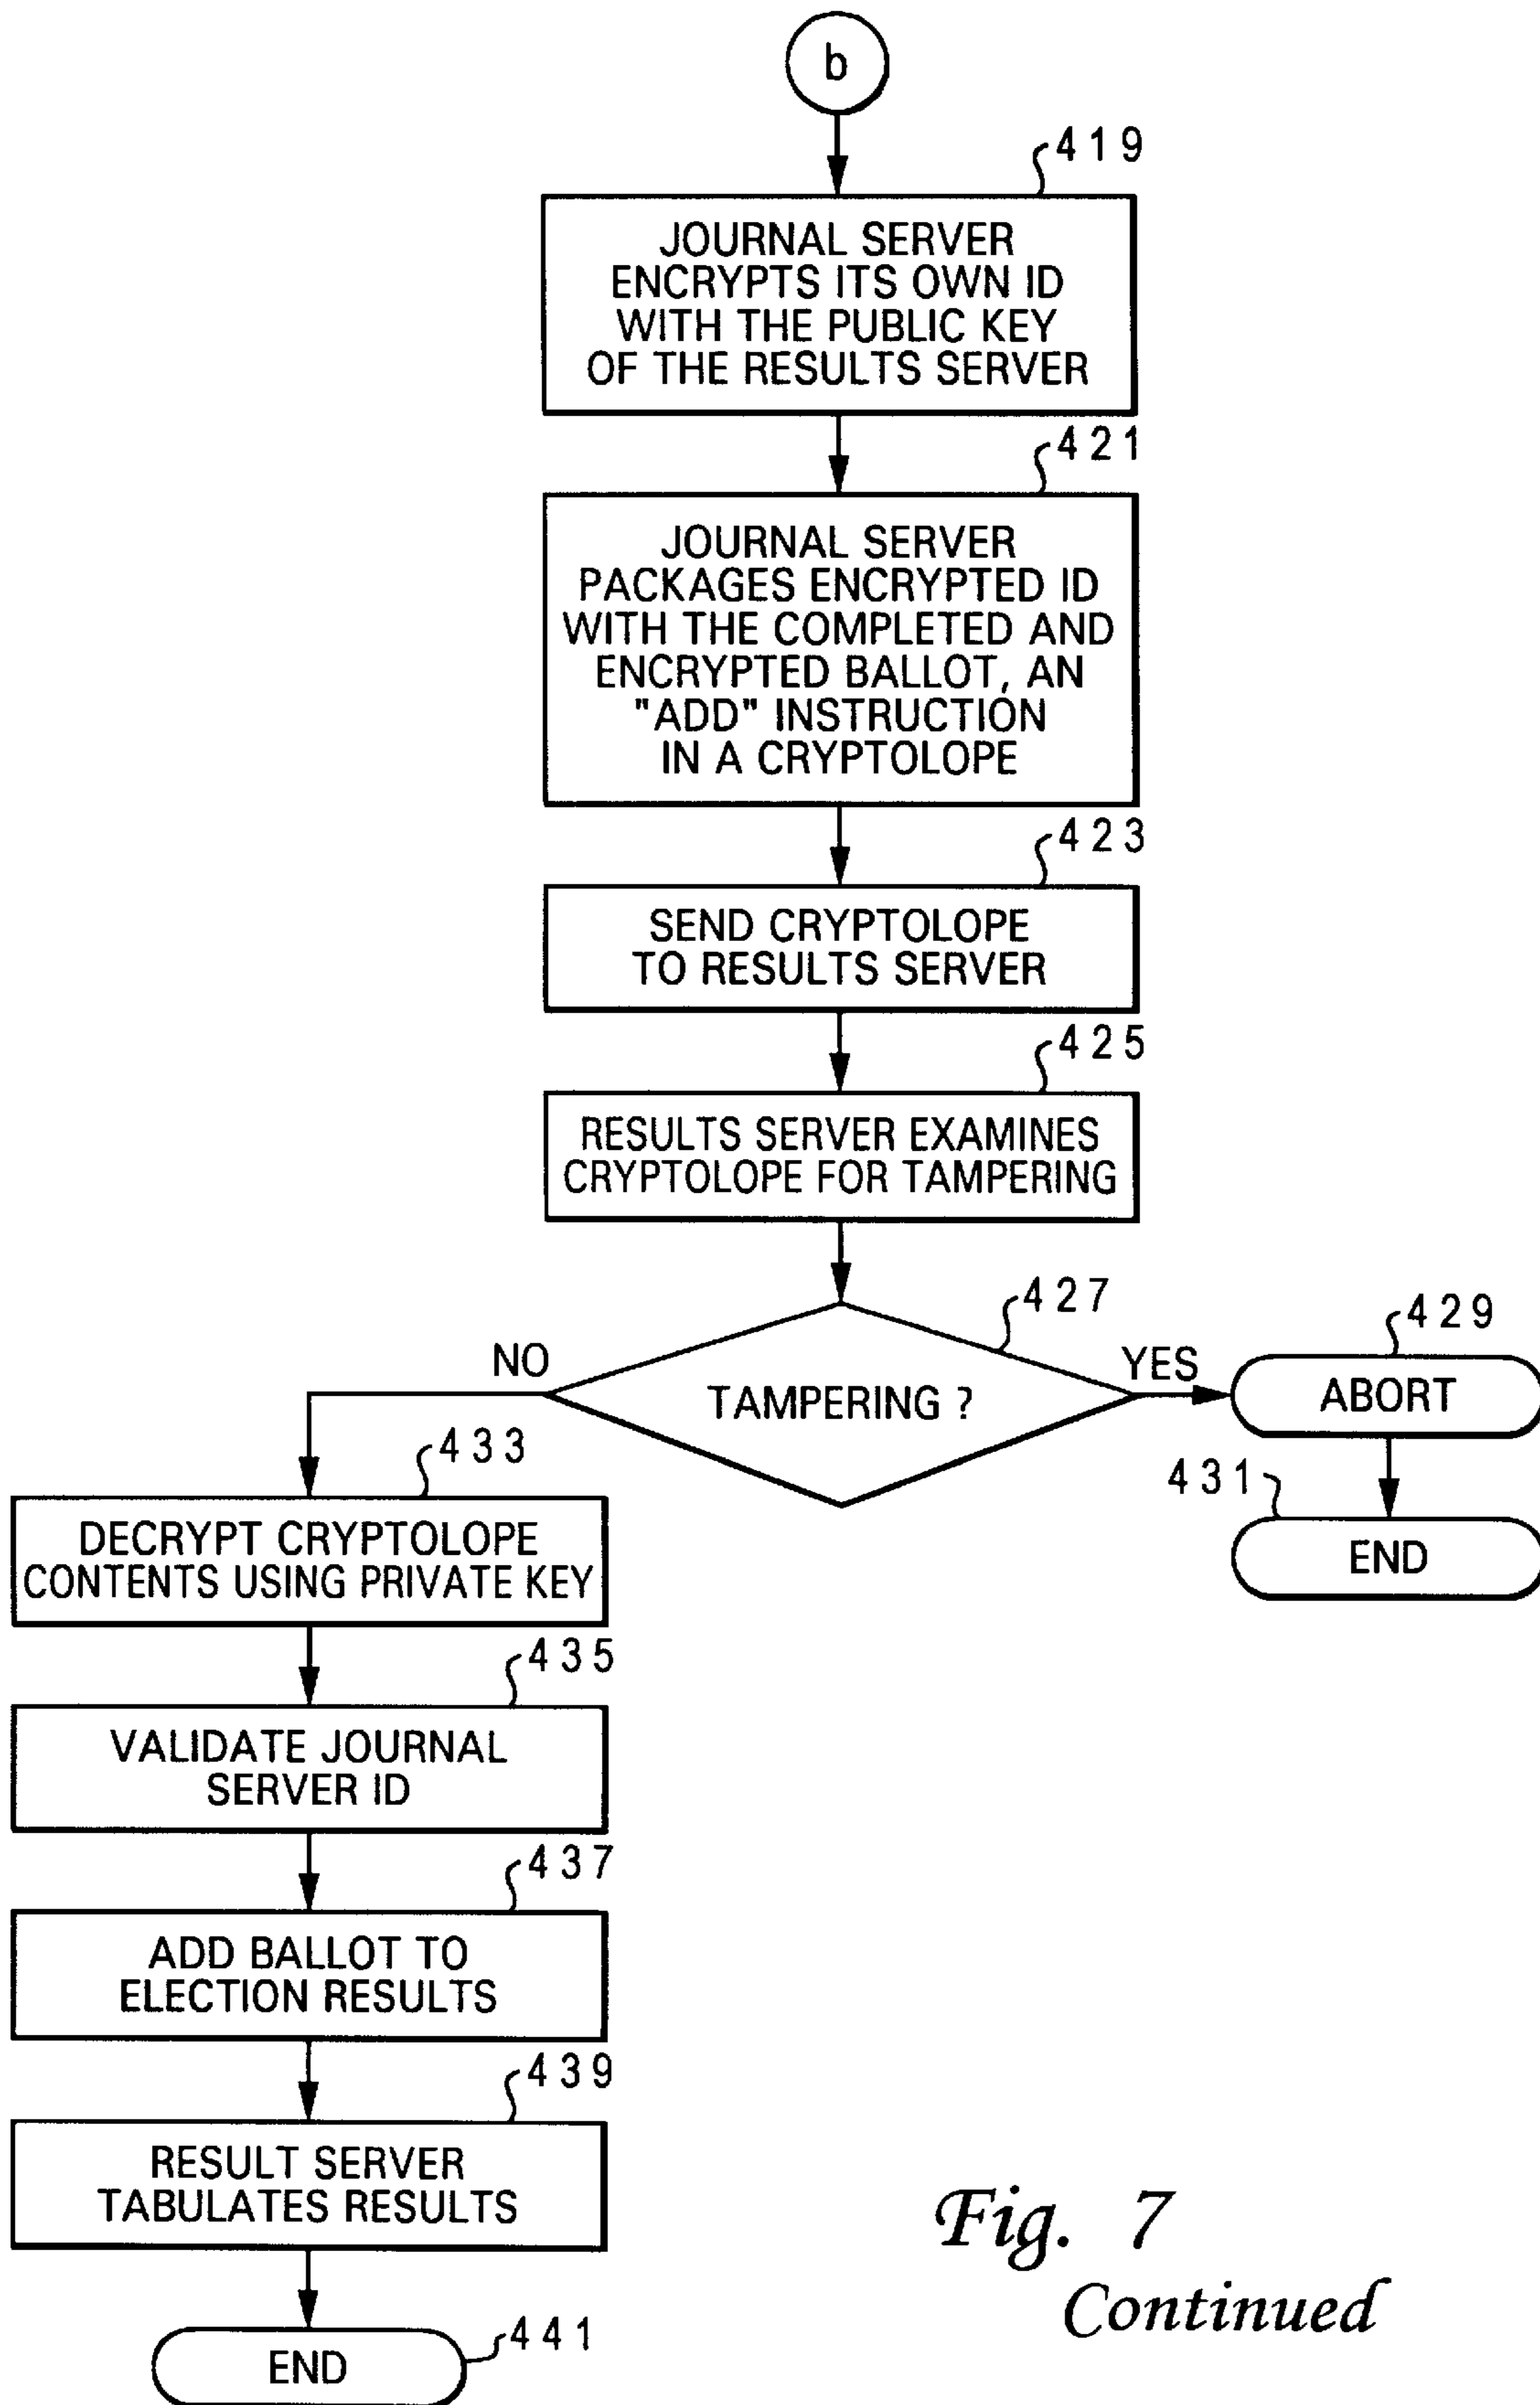 b
419
JOURNAL SERVER
ENCRYPTS ITS OWN ID
WITH THE PUBLIC KEY
OF THE RESULTS SERVER
421
JOURNAL SERVER
PACKAGES ENCRYPTED ID
WITH THE COMPLETED AND
ENCRYPTED BALLOT, AN
"ADD" INSTRUCTION
IN A CRYPTOLOPE
423
SEND CRYPTOLOPE
TO RESULTS SERVER
425
RESULTS SERVER EXAMINES
CRYPTOLOPE FOR TAMPERING
427
TAMPERING ?
NO
YES
429
ABORT
431
END
433
DECRYPT CRYPTOLOPE
CONTENTS USING PRIVATE KEY
435
VALIDATE JOURNAL
SERVER ID
437
ADD BALLOT TO
ELECTION RESULTS
439
RESULT SERVER
TABULATES RESULTS
441
END
Fig. 7
Continued